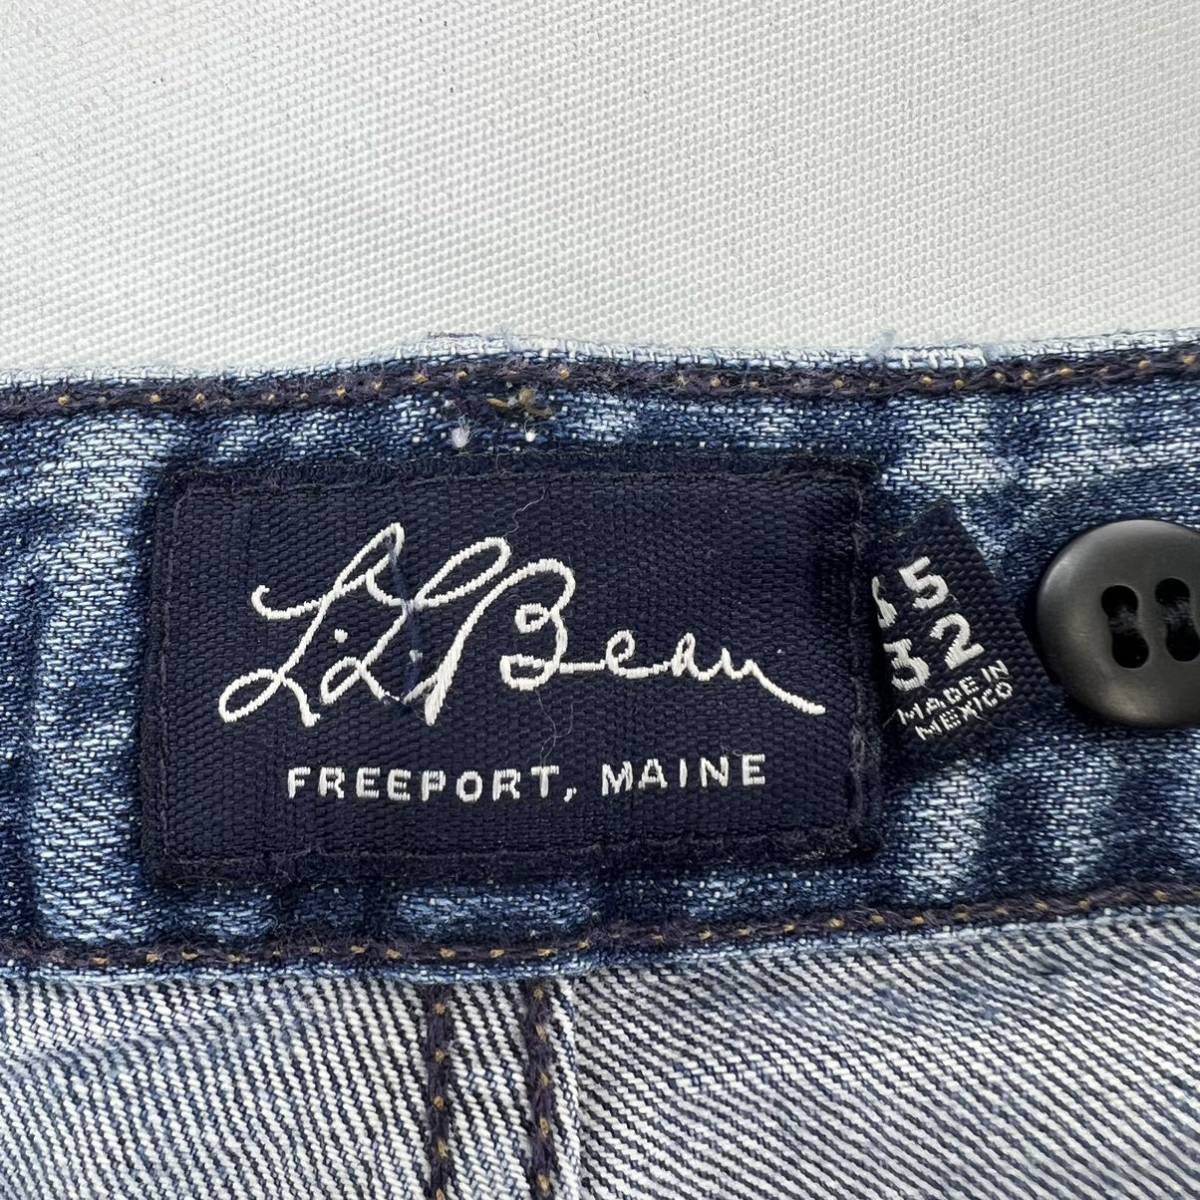 L.L.Bean
FREEPORT, MAINE
32
MADE IN
MEXICO